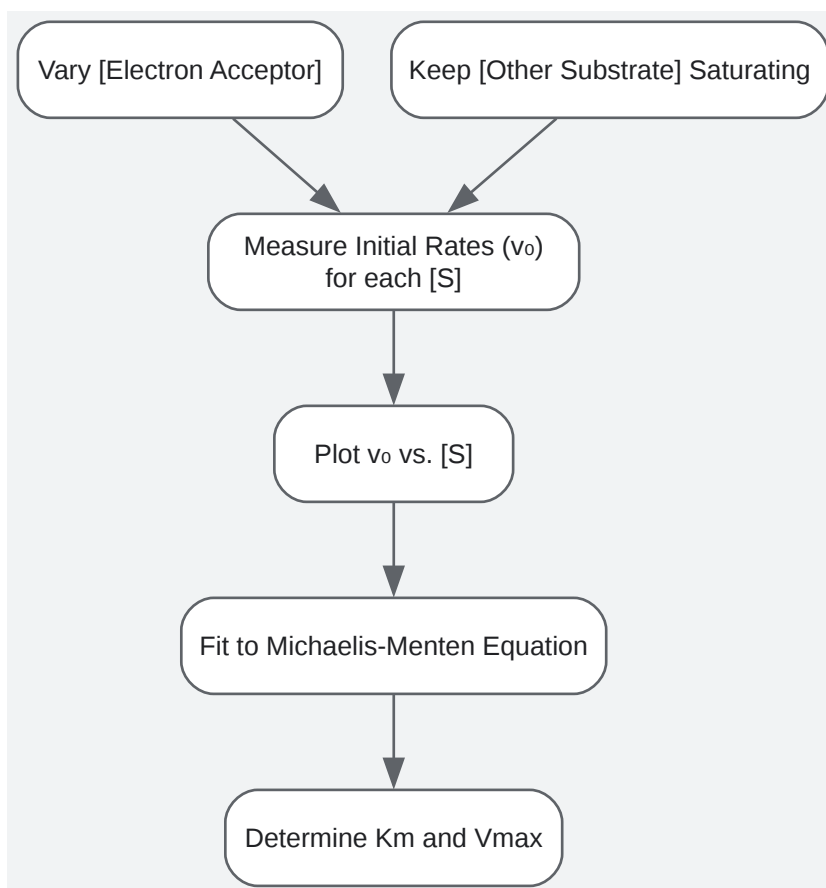 Vary [Electron Acceptor]
Keep [Other Substrate] Saturating
Measure Initial Rates (v₀)
for each [S]
Plot v₀ vs. [S]
Fit to Michaelis-Menten Equation
Determine Km and Vmax